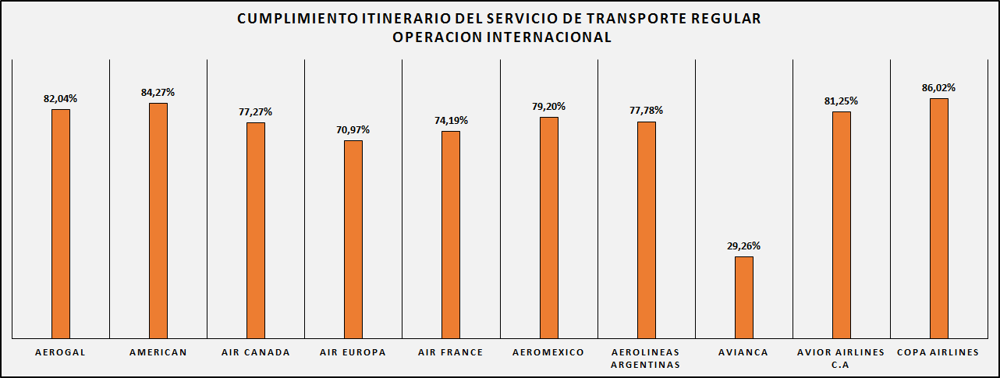 CUMPLIMIENTO ITINERARIO DEL SERVICIO DE TRANSPORTE REGULAR
OPERACION INTERNACIONAL
82,04%
84,27%
77,27%
70,97%
74,19%
79,20%
77,78%
29,26%
81,25%
86,02%
AEROGAL
AMERICAN
AIR CANADA
AIR EUROPA
AIR FRANCE
AEROMEXICO
AEROLINEAS
ARGENTINAS
AVIANCA
AVIOR AIRLINES
C.A
COPA AIRLINES